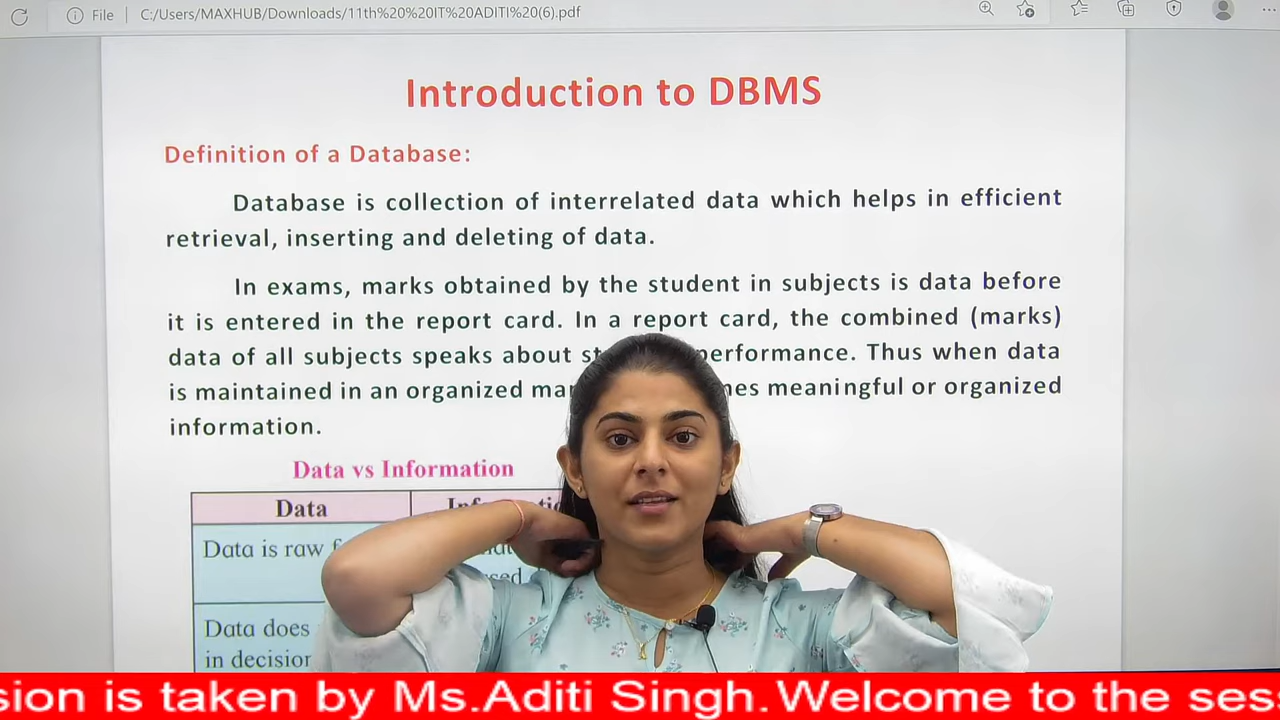 File C:/Users/MAXHUB/Downloads/11th%20%20IT%20ADITI%20(6).pdf
Introduction to DBMS
Definition of a Database:
Database is collection of interrelated data which helps in efficient
retrieval, inserting and deleting of data.
In exams, marks obtained by the student in subjects is data before
it is entered in the report card. In a report card, the combined (marks)
data of all subjects speaks about performance. Thus when data
is maintained in an organized meaningful or organized
information.
Data vs Information
Data
Data is raw
Data does
in decision
sion is taken by Ms.Aditi Singh.Welcome to the ses